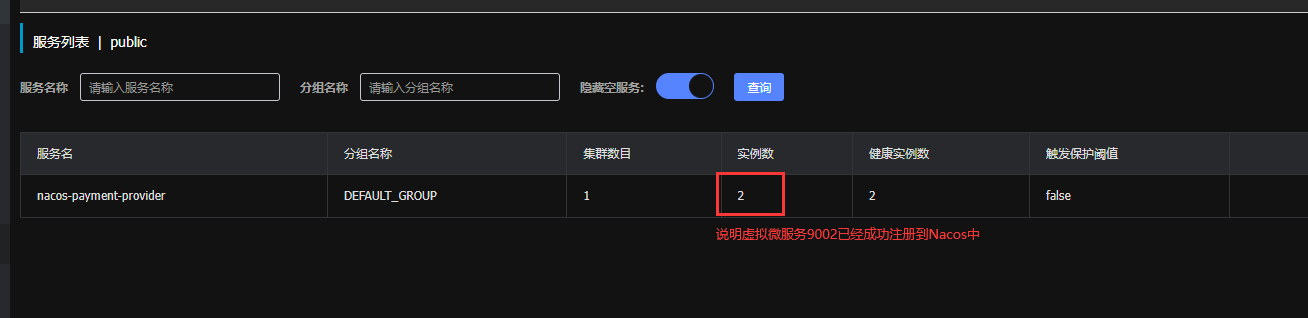 服务列表 | public
服务名称 请输入服务名称 分组名称 请输入分组名称 隐藏空服务: 查询
服务名 分组名称 集群数目 实例数 健康实例数 触发保护阈值
nacos-payment-provider DEFAULT_GROUP 1 2 2 false
说明虚拟微服务9002已经成功注册到Nacos中